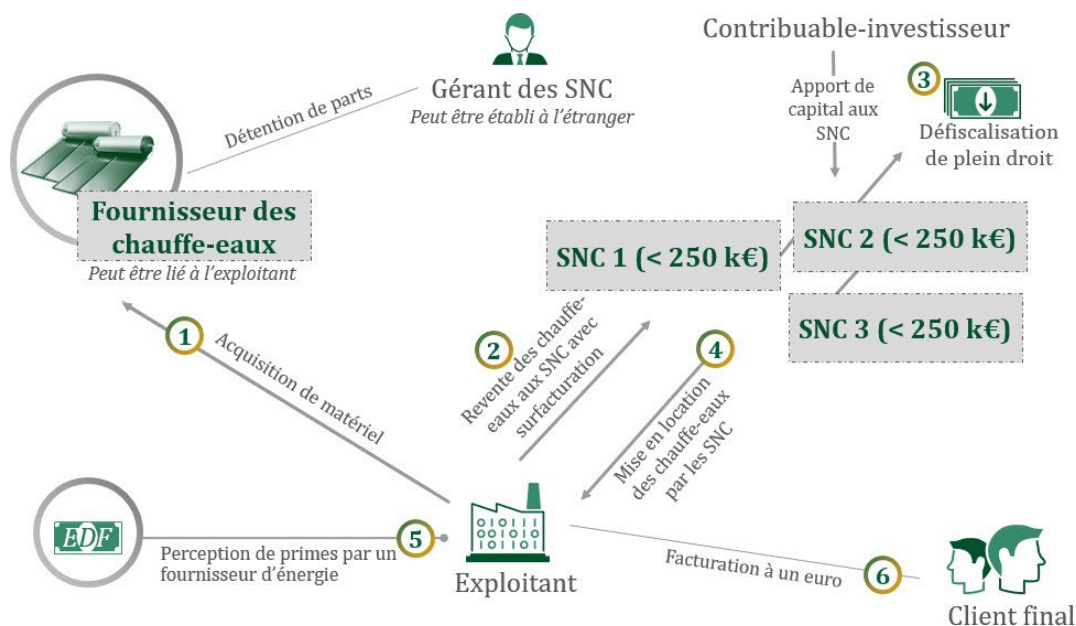 Contribuable-investisseur
Gérant des SNC
Peut être établi à l'étranger
Détention de parts
Apport de
capital aux
SNC
3
Défiscalisation
de plein droit
Fournisseur des
chauffe-eaux
Peut être lié à l'exploitant
SNC 1 (< 250 k€)
SNC 2 (< 250 k€)
SNC 3 (< 250 k€)
1
Acquisition de matériel
2
Revente des chauffe-
eaux aux SNC avec
surfacturation
4
Mise en location
des chauffe-eaux
par les SNC
EDF
5
Perception de primes par un
fournisseur d'énergie
010111
001010
101101
Exploitant
Facturation à un euro
6
Client final